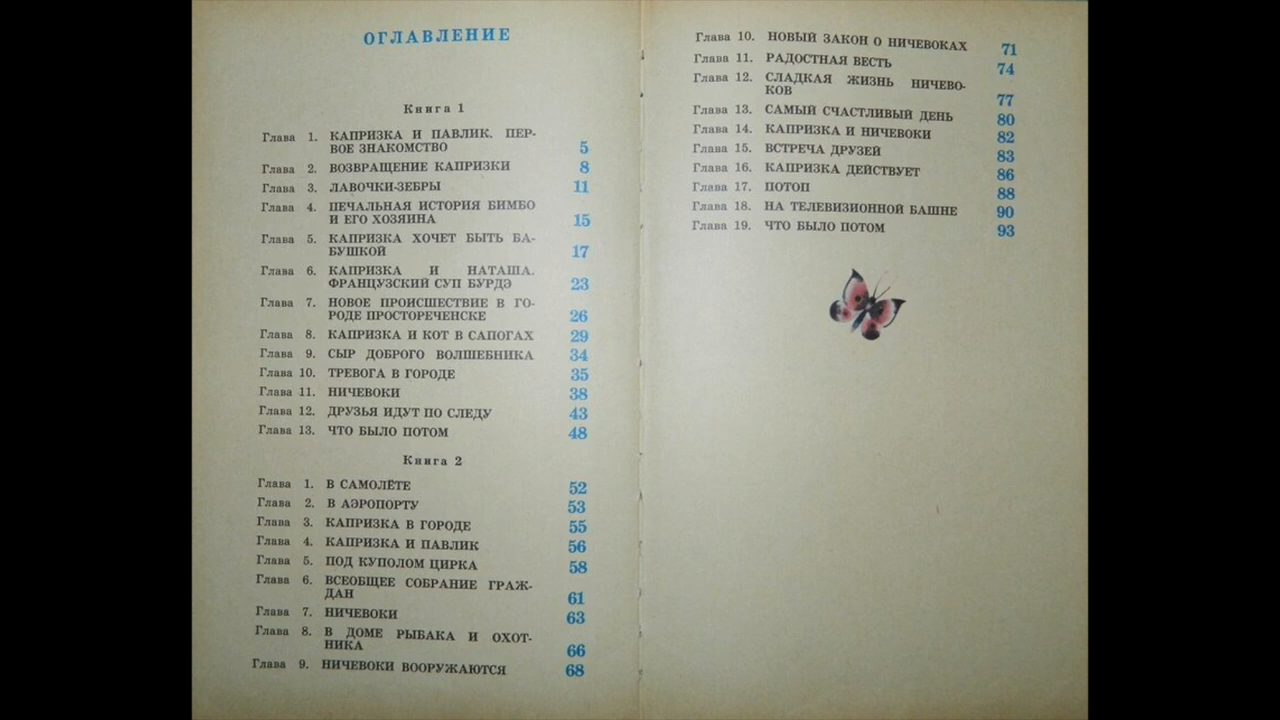 ОГЛАВЛЕНИЕ
Книга 1
Глава 1. КАПРИЗКА И ПАВЛИК. ПЕР-
ВОЕ ЗНАКОМСТВО 5
Глава 2. ВОЗВРАЩЕНИЕ КАПРИЗКИ 8
Глава 3. ЛАВОЧКИ-ЗЕБРЫ 11
Глава 4. ПЕЧАЛЬНАЯ ИСТОРИЯ БИМБО
И ЕГО ХОЗЯИНА 15
Глава 5. КАПРИЗКА ХОЧЕТ БЫТЬ БА-
БУШКОЙ 17
Глава 6. КАПРИЗКА И НАТАША.
ФРАНЦУЗСКИЙ СУП БУРДЭ 23
Глава 7. НОВОЕ ПРОИСШЕСТВИЕ В ГО-
РОДЕ ПРОСТОРЕЧЕНСКЕ 26
Глава 8. КАПРИЗКА И КОТ В САПОГАХ 29
Глава 9. СЫР ДОБРОГО ВОЛШЕБНИКА 34
Глава 10. ТРЕВОГА В ГОРОДЕ 35
Глава 11. НИЧЕВОКИ 38
Глава 12. ДРУЗЬЯ ИДУТ ПО СЛЕДУ 43
Глава 13. ЧТО БЫЛО ПОТОМ 48
Книга 2
Глава 1. В САМОЛЁТЕ 52
Глава 2. В АЭРОПОРТУ 53
Глава 3. КАПРИЗКА В ГОРОДЕ 55
Глава 4. КАПРИЗКА И ПАВЛИК 56
Глава 5. ПОД КУПОЛОМ ЦИРКА 58
Глава 6. ВСЕОБЩЕЕ СОБРАНИЕ ГРАЖ-
ДАН 61
Глава 7. НИЧЕВОКИ 63
Глава 8. В ДОМЕ РЫБАКА И ОХОТ-
НИКА 66
Глава 9. НИЧЕВОКИ ВООРУЖАЮТСЯ 68
Глава 10. НОВЫЙ ЗАКОН О НИЧЕВОКАХ 71
Глава 11. РАДОСТНАЯ ВЕСТЬ 74
Глава 12. СЛАДКАЯ ЖИЗНЬ НИЧЕВО-
КОВ 77
Глава 13. САМЫЙ СЧАСТЛИВЫЙ ДЕНЬ 80
Глава 14. КАПРИЗКА И НИЧЕВОКИ 82
Глава 15. ВСТРЕЧА ДРУЗЕЙ 83
Глава 16. КАПРИЗКА ДЕЙСТВУЕТ 86
Глава 17. ПОТОП 88
Глава 18. НА ТЕЛЕВИЗИОННОЙ БАШНЕ 90
Глава 19. ЧТО БЫЛО ПОТОМ 93